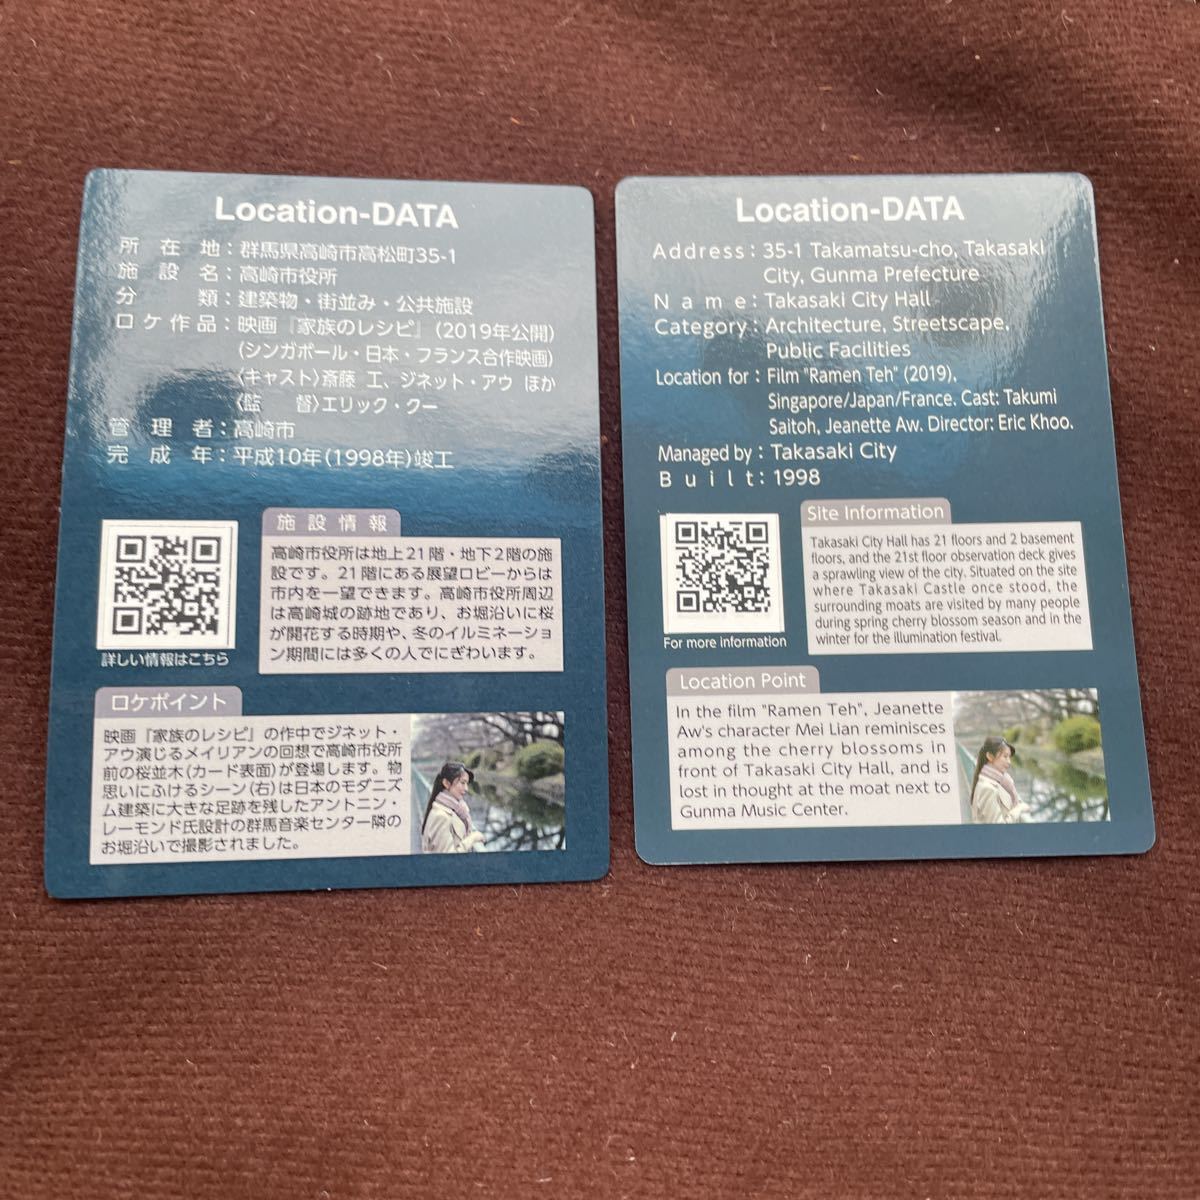 Location-DATA
所在地：群馬県高崎市高松町35-1
施設名：高崎市役所
分類：建築物・街並み・公共施設
ロケ作品：映画『家族のレシピ』（2019年公開）
（シンガポール・日本・フランス合作映画）
〈キャスト〉斎藤 工、ジネット・アウ ほか
〈監督〉エリック・クー
管理者：高崎市
完成年：平成10年（1998年）竣工
詳しい情報はこちら
施設情報
高崎市役所は地上21階・地下2階の施
設です。21階にある展望ロビーからは
市内を一望できます。高崎市役所周辺
は高崎城の跡地であり、お堀沿いに桜
が開花する時期や、冬のイルミネーショ
ン期間には多くの人でにぎわいます。
ロケポイント
映画『家族のレシピ』の作中でジネット・
アウ演じるメイリアンの回想で高崎市役所
前の桜並木（カード表面）が登場します。物
思いにふけるシーン（右）は日本のモダニズ
ム建築に大きな足跡を残したアントニン・
レーモンド氏設計の群馬音楽センター隣の
お堀沿いで撮影されました。
Location-DATA
Address: 35-1 Takamatsu-cho, Takasaki
City, Gunma Prefecture
Name: Takasaki City Hall
Category: Architecture, Streetscape,
Public Facilities
Location for: Film "Ramen Teh" (2019),
Singapore/Japan/France. Cast: Takumi
Saitoh, Jeanette Aw. Director: Eric Khoo.
Managed by: Takasaki City
Built: 1998
For more information
Site Information
Takasaki City Hall has 21 floors and 2 basement
floors, and the 21st floor observation deck gives
a sprawling view of the city. Situated on the site
where Takasaki Castle once stood, the
surrounding moats are visited by many people
during spring cherry blossom season and in the
winter for the illumination festival.
Location Point
In the film "Ramen Teh", Jeanette
Aw's character Mei Lian reminisces
among the cherry blossoms in
front of Takasaki City Hall, and is
lost in thought at the moat next to
Gunma Music Center.